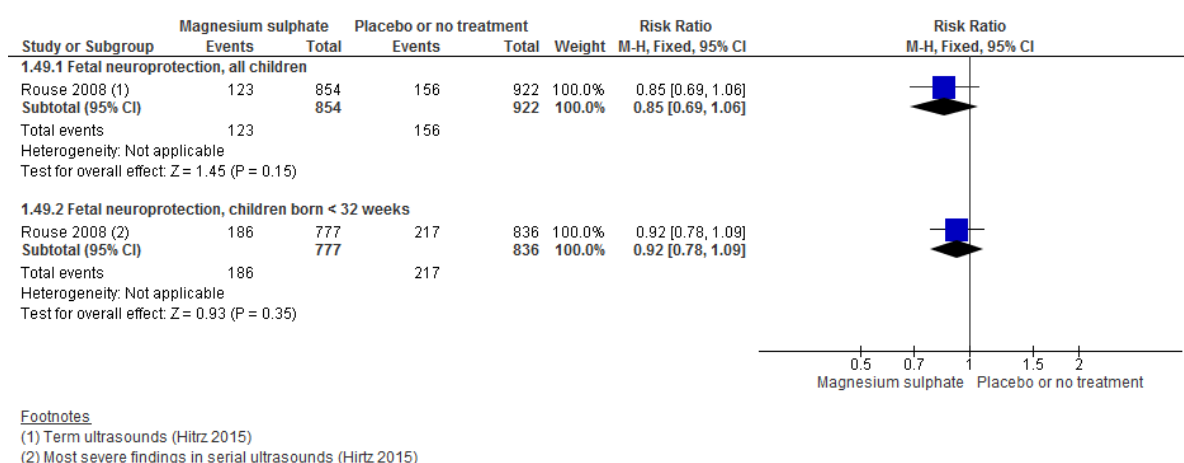 Magnesium sulphate Placebo or no treatment Risk Ratio Risk Ratio
Study or Subgroup Events Total Events Total Weight M-H, Fixed, 95% CI M-H, Fixed, 95% CI
1.49.1 Fetal neuroprotection, all children
Rouse 2008 (1) 123 854 156 922 100.0% 0.85 [0.69, 1.06]
Subtotal (95% CI) 854 922 100.0% 0.85 [0.69, 1.06]
Total events 123 156
Heterogeneity: Not applicable
Test for overall effect: Z = 1.45 (P = 0.15)
1.49.2 Fetal neuroprotection, children born < 32 weeks
Rouse 2008 (2) 186 777 217 836 100.0% 0.92 [0.78, 1.09]
Subtotal (95% CI) 777 836 100.0% 0.92 [0.78, 1.09]
Total events 186 217
Heterogeneity: Not applicable
Test for overall effect: Z = 0.93 (P = 0.35)
0.5 0.7 1 1.5 2
Magnesium sulphate Placebo or no treatment
Footnotes
(1) Term ultrasounds (Hitrz 2015)
(2) Most severe findings in serial ultrasounds (Hirtz 2015)